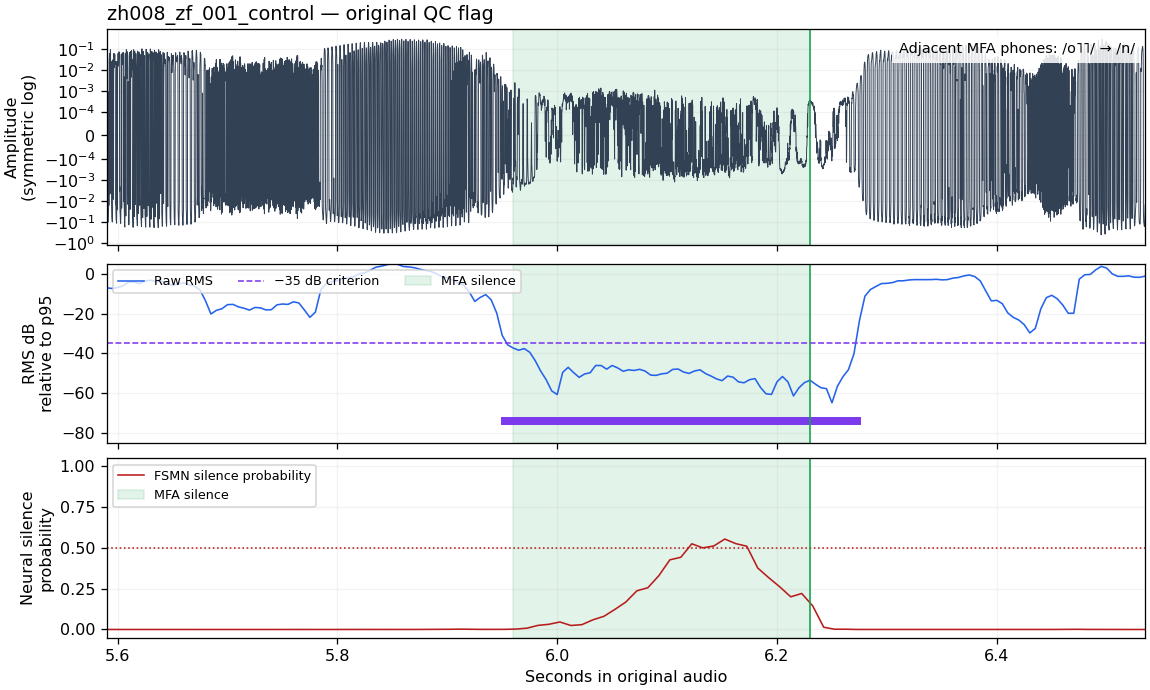 zh008_zf_001_control — original QC flag
Amplitude
(symmetric log)
10⁻¹
10⁻²
10⁻³
10⁻⁴
0
−10⁻⁴
−10⁻³
−10⁻²
−10⁻¹
−10⁰
Adjacent MFA phones: /o˥˥/ → /n/
RMS dB
relative to p95
0
−20
−40
−60
−80
Raw RMS
−35 dB criterion
MFA silence
Neural silence
probability
1.00
0.75
0.50
0.25
0.00
FSMN silence probability
MFA silence
5.6
5.8
6.0
6.2
6.4
Seconds in original audio